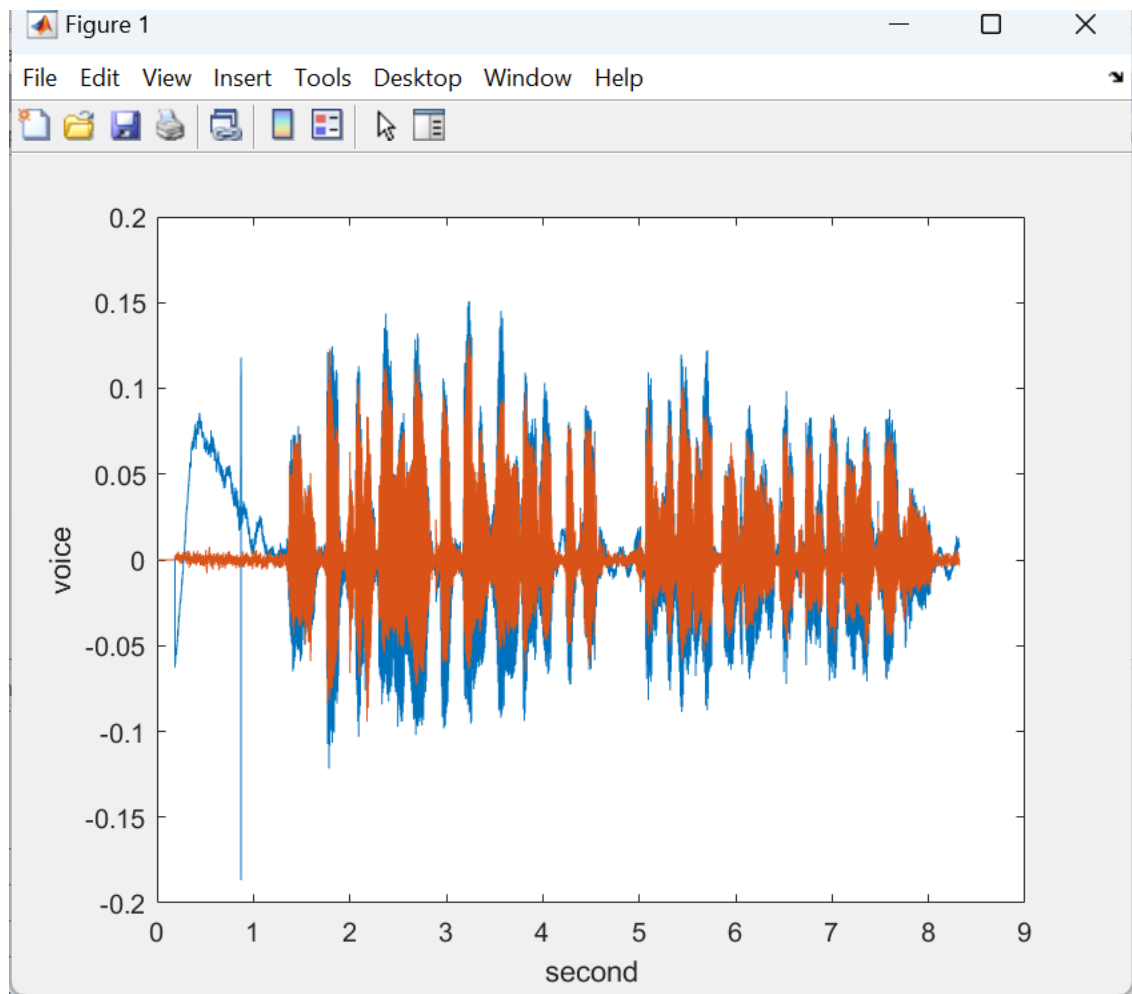 Figure 1
File Edit View Insert Tools Desktop Window Help
0.2
0.15
0.1
0.05
0
-0.05
-0.1
-0.15
-0.2
voice
0 1 2 3 4 5 6 7 8 9
second